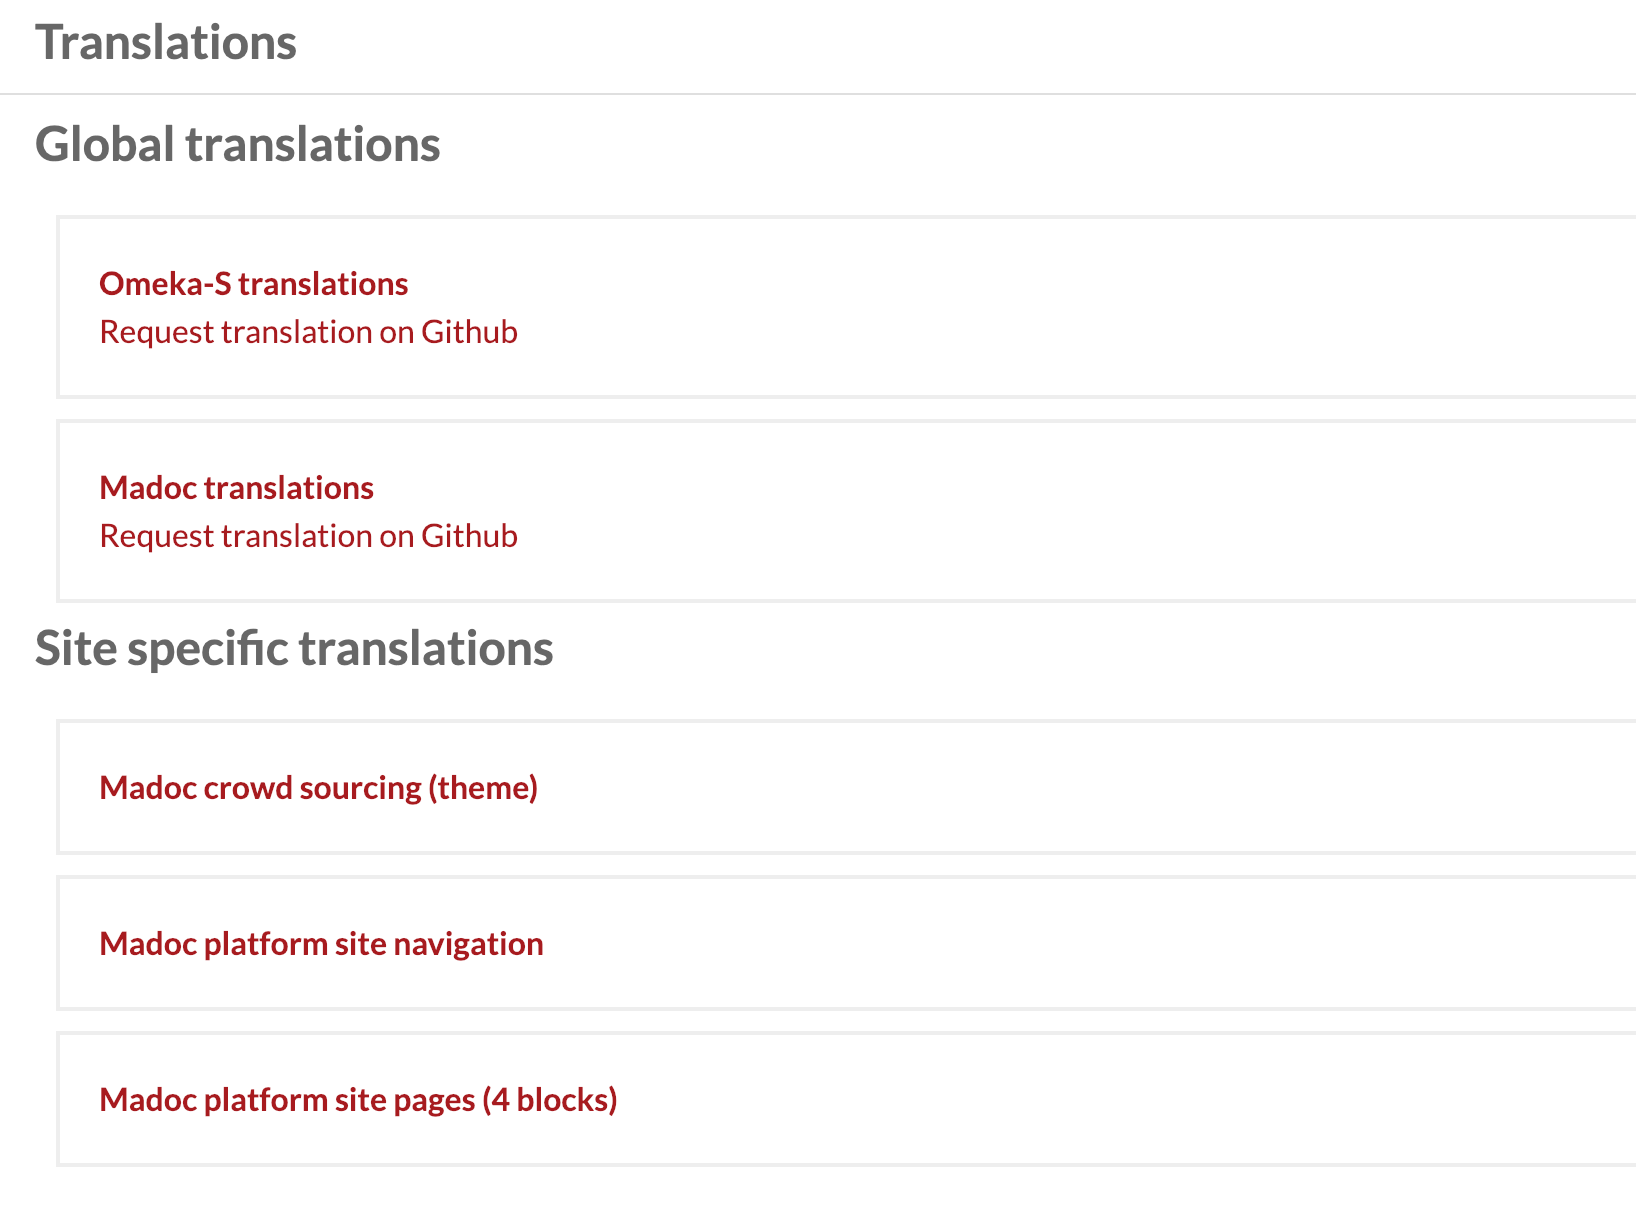 Translations
Global translations
Omeka-S translations
Request translation on Github
Madoc translations
Request translation on Github
Site specific translations
Madoc crowd sourcing (theme)
Madoc platform site navigation
Madoc platform site pages (4 blocks)